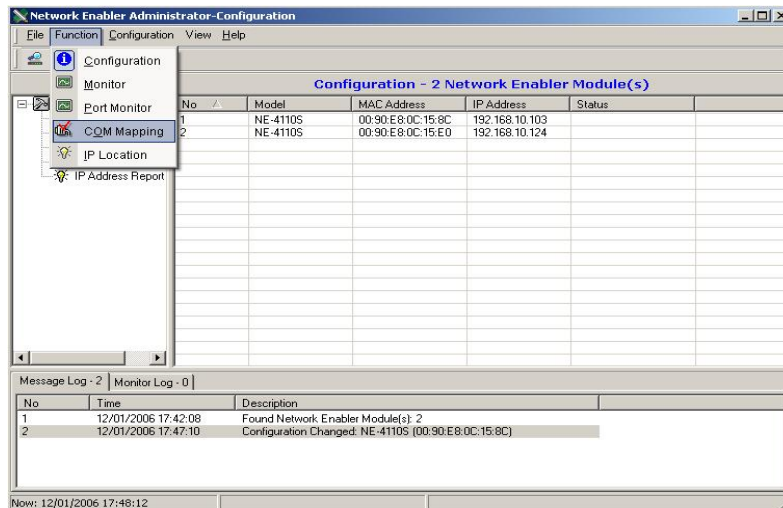 Network Enabler Administrator-Configuration
File Function Configuration View Help
Configuration
Monitor
Port Monitor
COM Mapping
IP Location
IP Address Report
Configuration - 2 Network Enabler Module(s)
No Model MAC Address IP Address Status
1 NE-4110S 00:90:E8:0C:15:8C 192.168.10.103
2 NE-4110S 00:90:E8:0C:15:E0 192.168.10.124
Message Log - 2 Monitor Log - 0
No Time Description
1 12/01/2006 17:42:08 Found Network Enabler Module(s): 2
2 12/01/2006 17:47:10 Configuration Changed: NE-4110S (00:90:E8:0C:15:8C)
Now: 12/01/2006 17:48:12